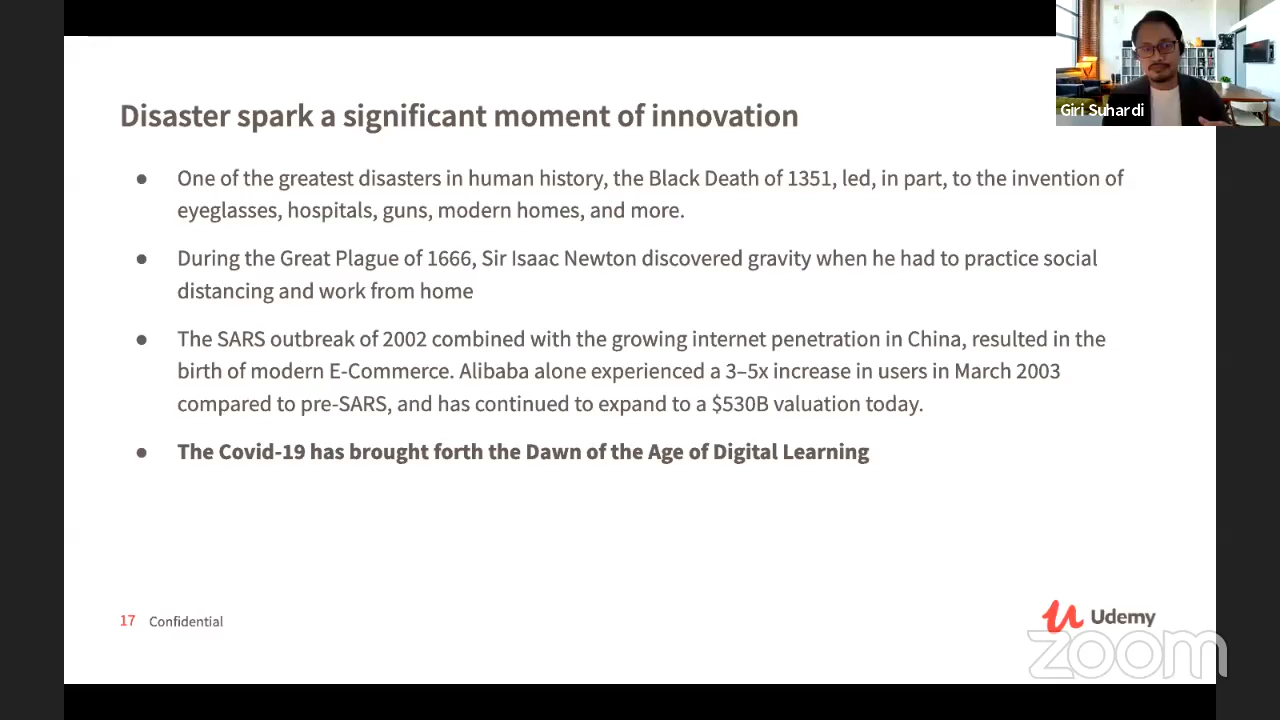 Giri Suhardi
Disaster spark a significant moment of innovation
● One of the greatest disasters in human history, the Black Death of 1351, led, in part, to the invention of
eyeglasses, hospitals, guns, modern homes, and more.
● During the Great Plague of 1666, Sir Isaac Newton discovered gravity when he had to practice social
distancing and work from home
● The SARS outbreak of 2002 combined with the growing internet penetration in China, resulted in the
birth of modern E-Commerce. Alibaba alone experienced a 3–5x increase in users in March 2003
compared to pre-SARS, and has continued to expand to a $530B valuation today.
● The Covid-19 has brought forth the Dawn of the Age of Digital Learning
17 Confidential
Udemy
zoom